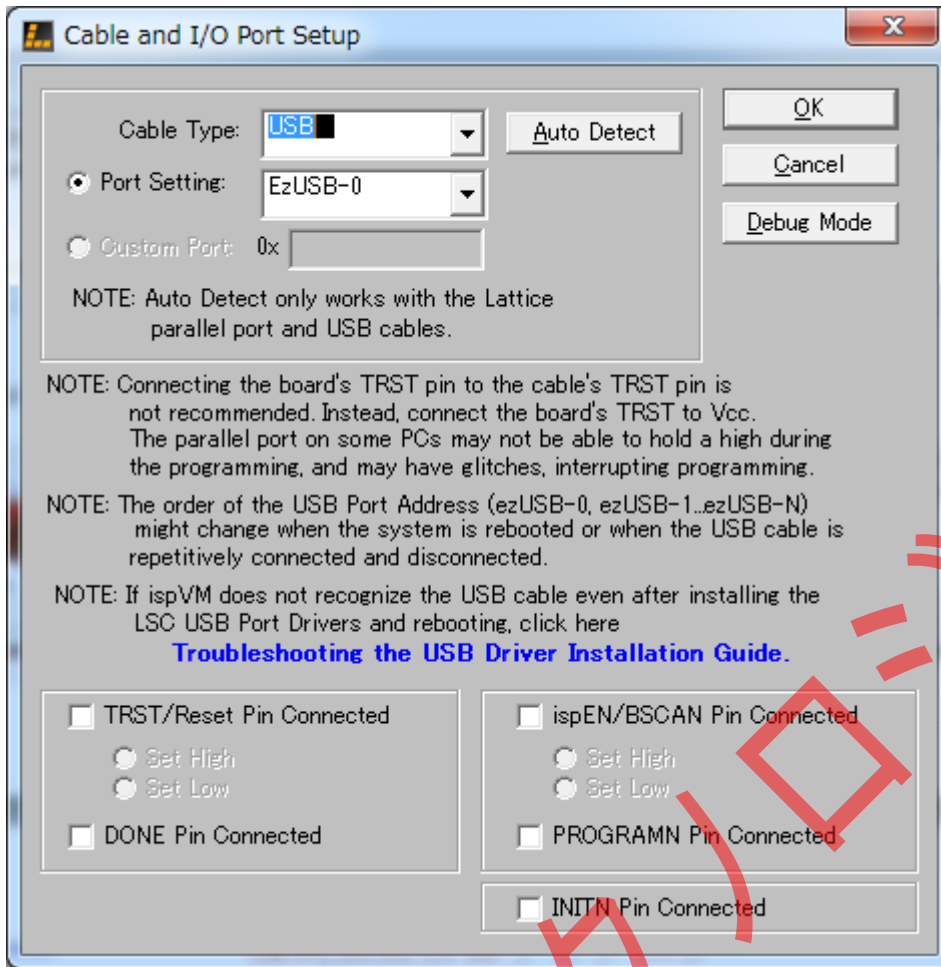 Cable and I/O Port Setup
Cable Type: USB Auto Detect
Port Setting: EzUSB-0
Custom Port: 0x
NOTE: Auto Detect only works with the Lattice
parallel port and USB cables.
OK
Cancel
Debug Mode
NOTE: Connecting the board's TRST pin to the cable's TRST pin is
not recommended. Instead, connect the board's TRST to Vcc.
The parallel port on some PCs may not be able to hold a high during
the programming, and may have glitches, interrupting programming.
NOTE: The order of the USB Port Address (ezUSB-0, ezUSB-1...ezUSB-N)
might change when the system is rebooted or when the USB cable is
repetitively connected and disconnected.
NOTE: If ispVM does not recognize the USB cable even after installing the
LSC USB Port Drivers and rebooting, click here
Troubleshooting the USB Driver Installation Guide.
TRST/Reset Pin Connected
Set High
Set Low
DONE Pin Connected
ispEN/BSCAN Pin Connected
Set High
Set Low
PROGRAMN Pin Connected
INITN Pin Connected
クノロジ